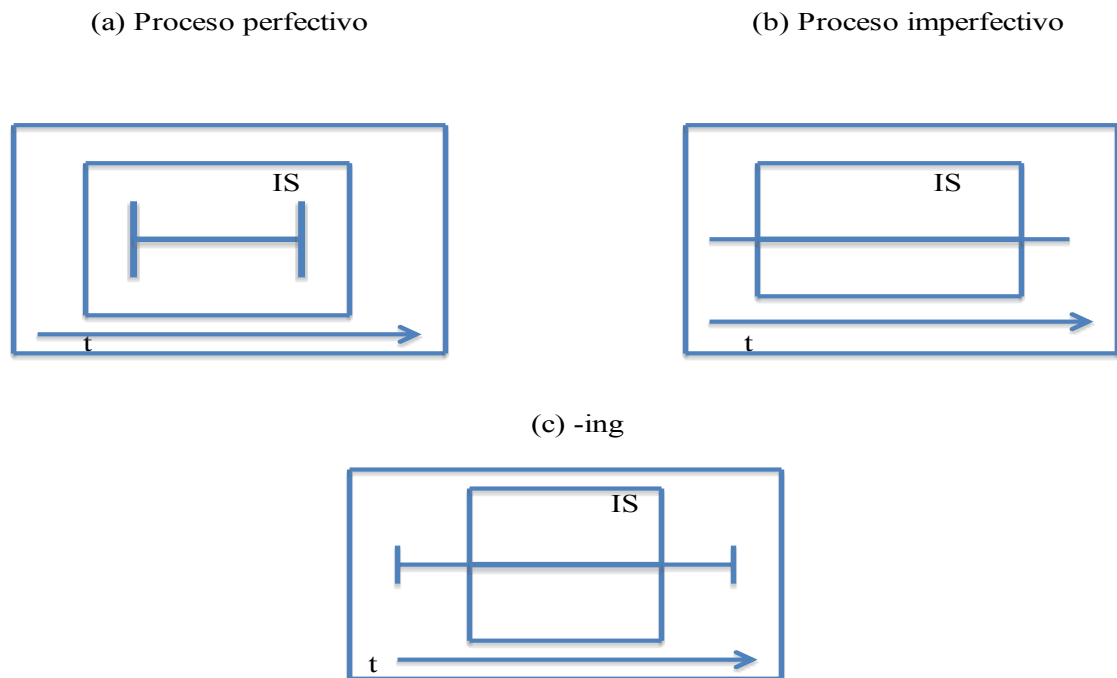 (a) Proceso perfectivo
(b) Proceso imperfectivo
IS
IS
t
t
(c) -ing
IS
t